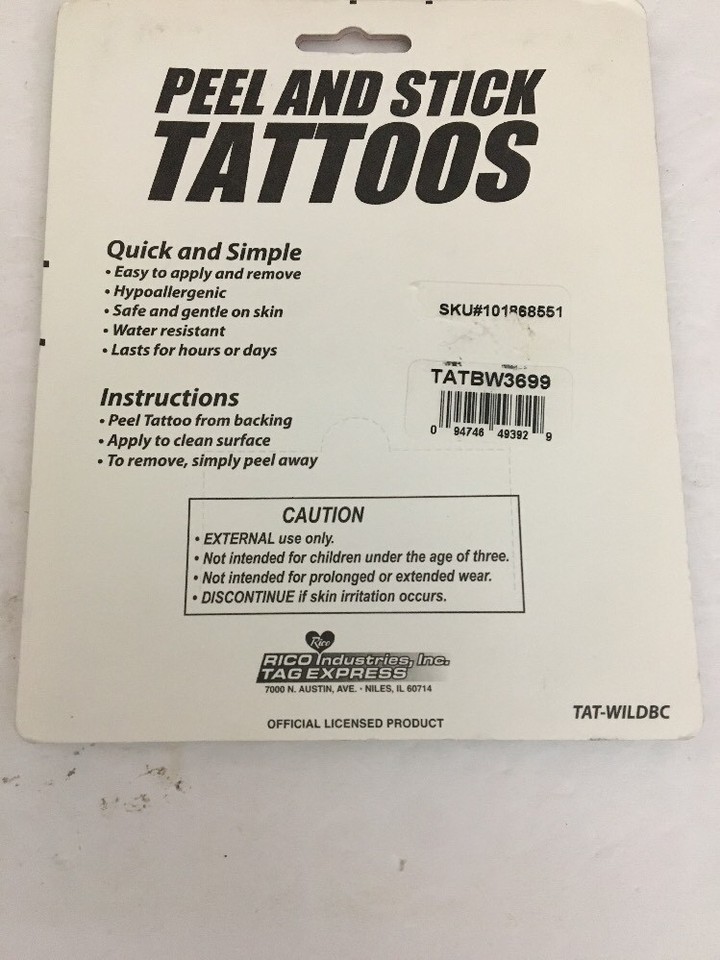 PEEL AND STICK
TATTOOS
Quick and Simple
• Easy to apply and remove
• Hypoallergenic
• Safe and gentle on skin
• Water resistant
• Lasts for hours or days
SKU#101868551
TATBW3699
0 94746 49392 9
Instructions
• Peel Tattoo from backing
• Apply to clean surface
• To remove, simply peel away
CAUTION
• EXTERNAL use only.
• Not intended for children under the age of three.
• Not intended for prolonged or extended wear.
• DISCONTINUE if skin irritation occurs.
Rico
RICO Industries, Inc.
TAG EXPRESS
7000 N. AUSTIN, AVE. · NILES, IL 60714
OFFICIAL LICENSED PRODUCT
TAT-WILDBC